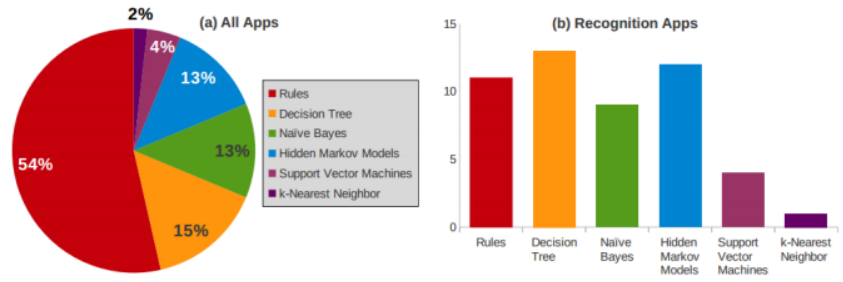 (a) All Apps
2%
4%
13%
13%
15%
54%
Rules
Decision Tree
Naïve Bayes
Hidden Markov Models
Support Vector Machines
k-Nearest Neighbor
(b) Recognition Apps
15
10
5
0
Rules
Decision
Tree
Naïve
Bayes
Hidden
Markov
Models
Support
Vector
Machines
k-Nearest
Neighbor